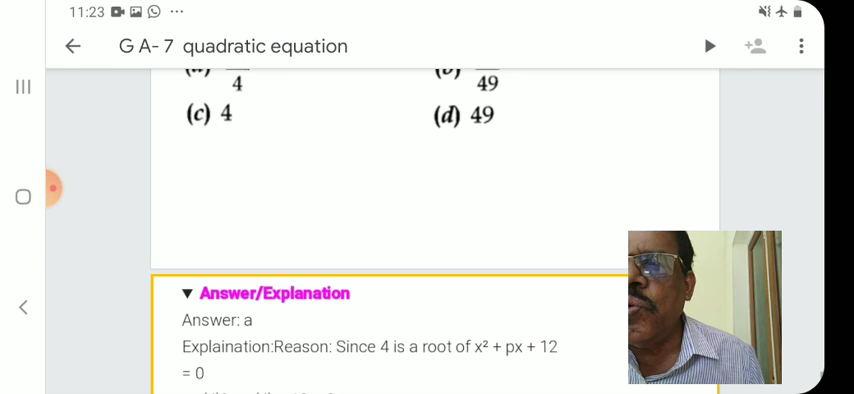 11:23
G A- 7 quadratic equation
4
49
(c) 4
(d) 49
▼ Answer/Explanation
Answer: a
Explaination:Reason: Since 4 is a root of x² + px + 12
= 0